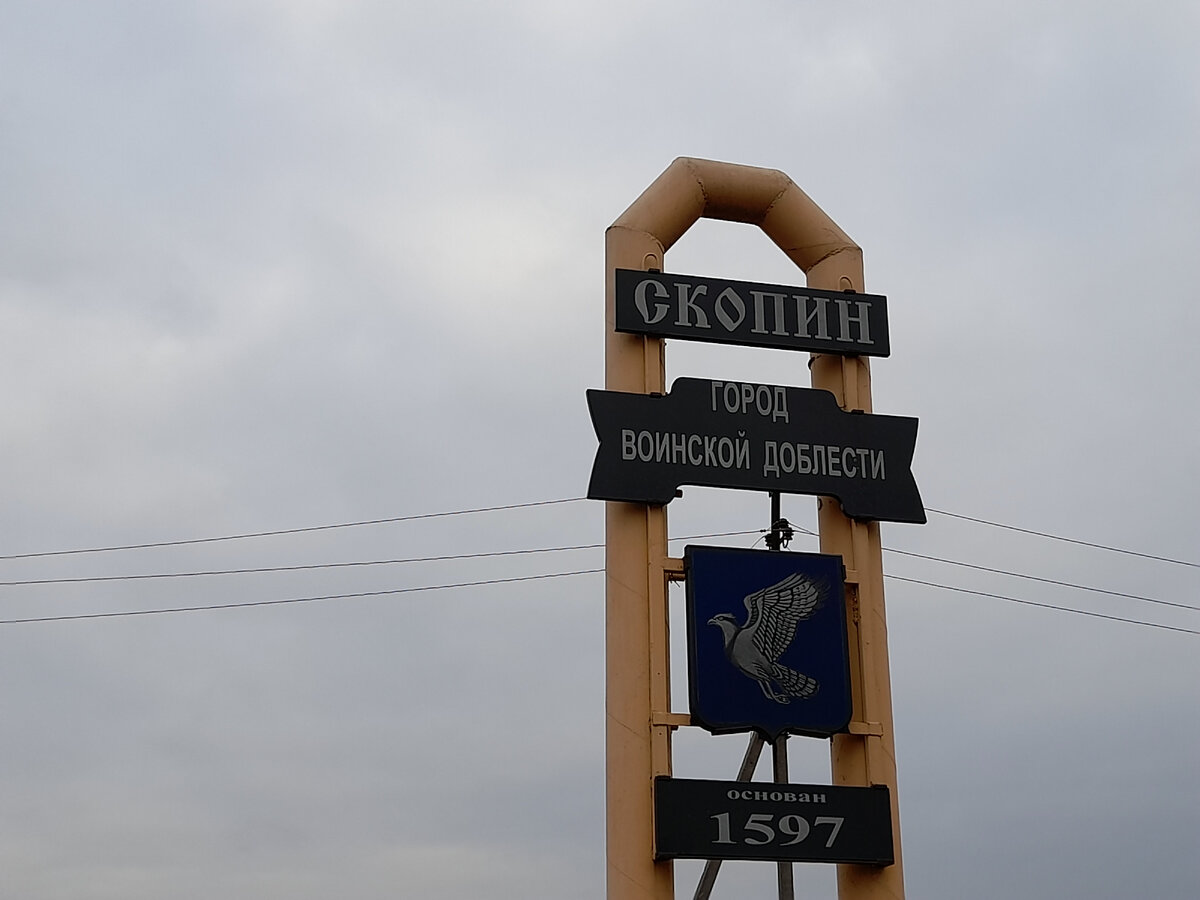 СКОПИН
ГОРОД
ВОИНСКОЙ ДОБЛЕСТИ
основан
1597